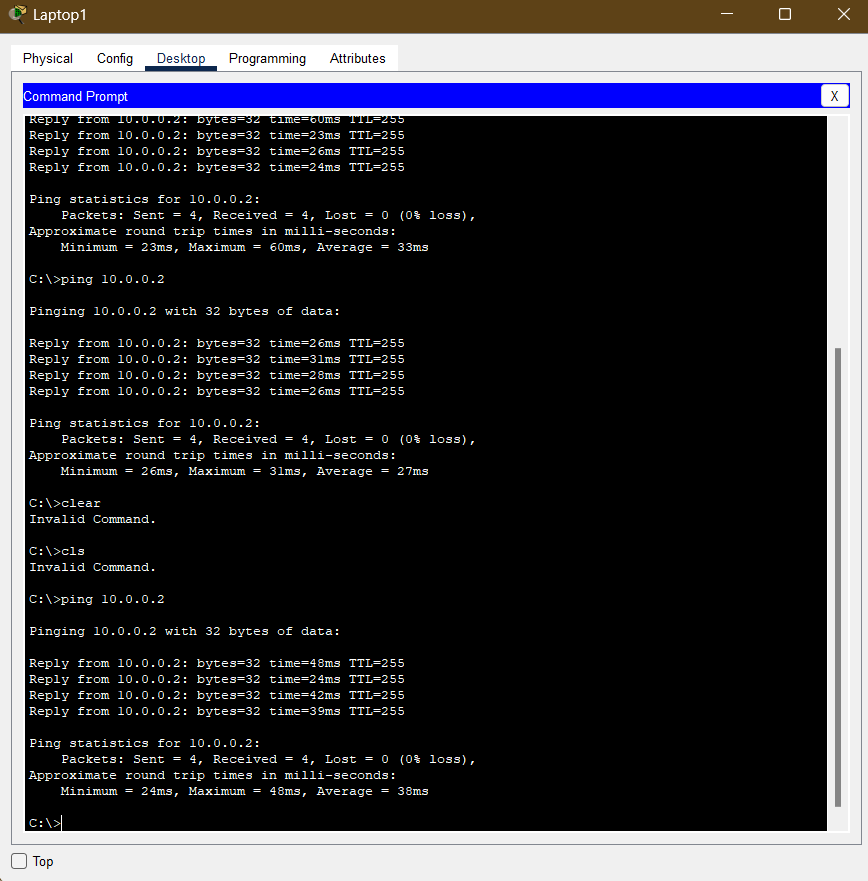 Laptop1
Physical Config Desktop Programming Attributes
Command Prompt
X
Reply from 10.0.0.2: bytes=32 time=60ms TTL=255
Reply from 10.0.0.2: bytes=32 time=23ms TTL=255
Reply from 10.0.0.2: bytes=32 time=26ms TTL=255
Reply from 10.0.0.2: bytes=32 time=24ms TTL=255
Ping statistics for 10.0.0.2:
Packets: Sent = 4, Received = 4, Lost = 0 (0% loss),
Approximate round trip times in milli-seconds:
Minimum = 23ms, Maximum = 60ms, Average = 33ms
C:\>ping 10.0.0.2
Pinging 10.0.0.2 with 32 bytes of data:
Reply from 10.0.0.2: bytes=32 time=26ms TTL=255
Reply from 10.0.0.2: bytes=32 time=31ms TTL=255
Reply from 10.0.0.2: bytes=32 time=28ms TTL=255
Reply from 10.0.0.2: bytes=32 time=26ms TTL=255
Ping statistics for 10.0.0.2:
Packets: Sent = 4, Received = 4, Lost = 0 (0% loss),
Approximate round trip times in milli-seconds:
Minimum = 26ms, Maximum = 31ms, Average = 27ms
C:\>clear
Invalid Command.
C:\>cls
Invalid Command.
C:\>ping 10.0.0.2
Pinging 10.0.0.2 with 32 bytes of data:
Reply from 10.0.0.2: bytes=32 time=48ms TTL=255
Reply from 10.0.0.2: bytes=32 time=24ms TTL=255
Reply from 10.0.0.2: bytes=32 time=42ms TTL=255
Reply from 10.0.0.2: bytes=32 time=39ms TTL=255
Ping statistics for 10.0.0.2:
Packets: Sent = 4, Received = 4, Lost = 0 (0% loss),
Approximate round trip times in milli-seconds:
Minimum = 24ms, Maximum = 48ms, Average = 38ms
C:\>
Top